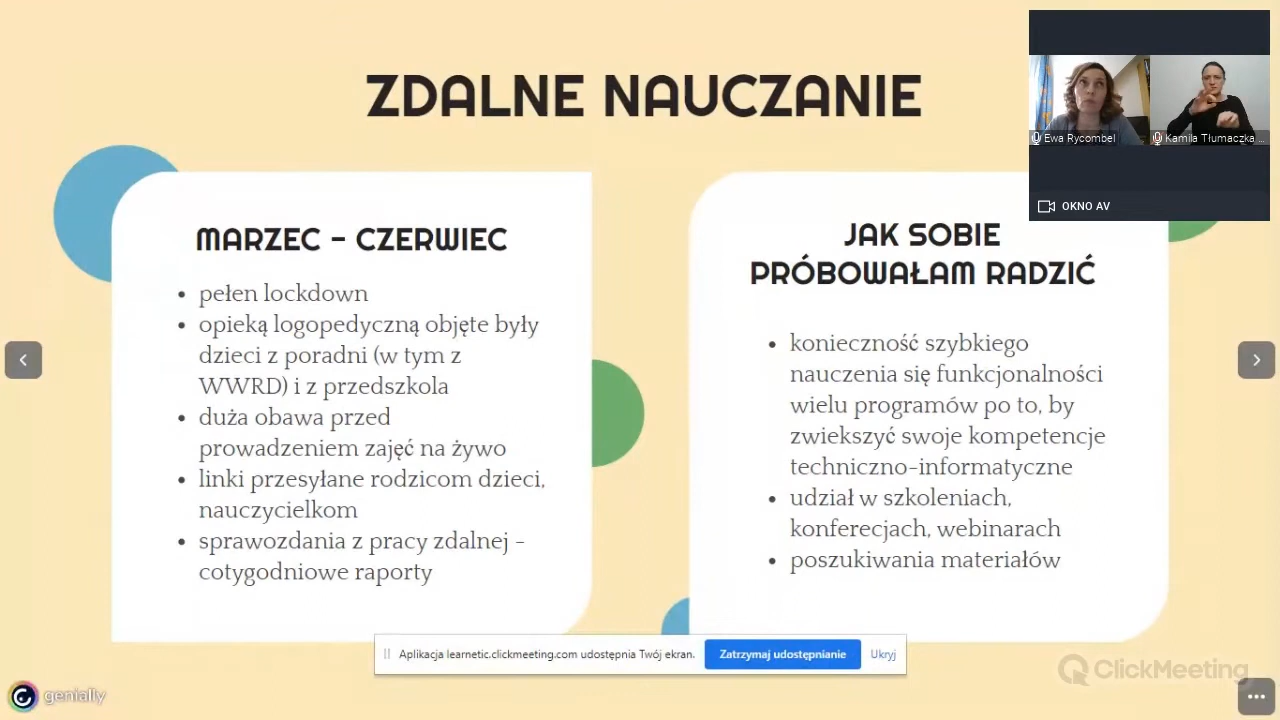 ZDALNE NAUCZANIE
Ewa Rycombel
Kamila Tłumaczka ...
OKNO AV
MARZEC - CZERWIEC
• pełen lockdown
• opieką logopedyczną objęte były
dzieci z poradni (w tym z
WWRD) i z przedszkola
• duża obawa przed
prowadzeniem zajęć na żywo
• linki przesyłane rodzicom dzieci,
nauczycielkom
• sprawozdania z pracy zdalnej -
cotygodniowe raporty
JAK SOBIE
PRÓBOWAŁAM RADZIĆ
• konieczność szybkiego
nauczenia się funkcjonalności
wielu programów po to, by
zwiekszyć swoje kompetencje
techniczno-informatyczne
• udział w szkoleniach,
konferecjach, webinarach
• poszukiwania materiałów
Aplikacja learnetic.clickmeeting.com udostępnia Twój ekran.
Zatrzymaj udostępnianie
Ukryj
ClickMeeting
genially